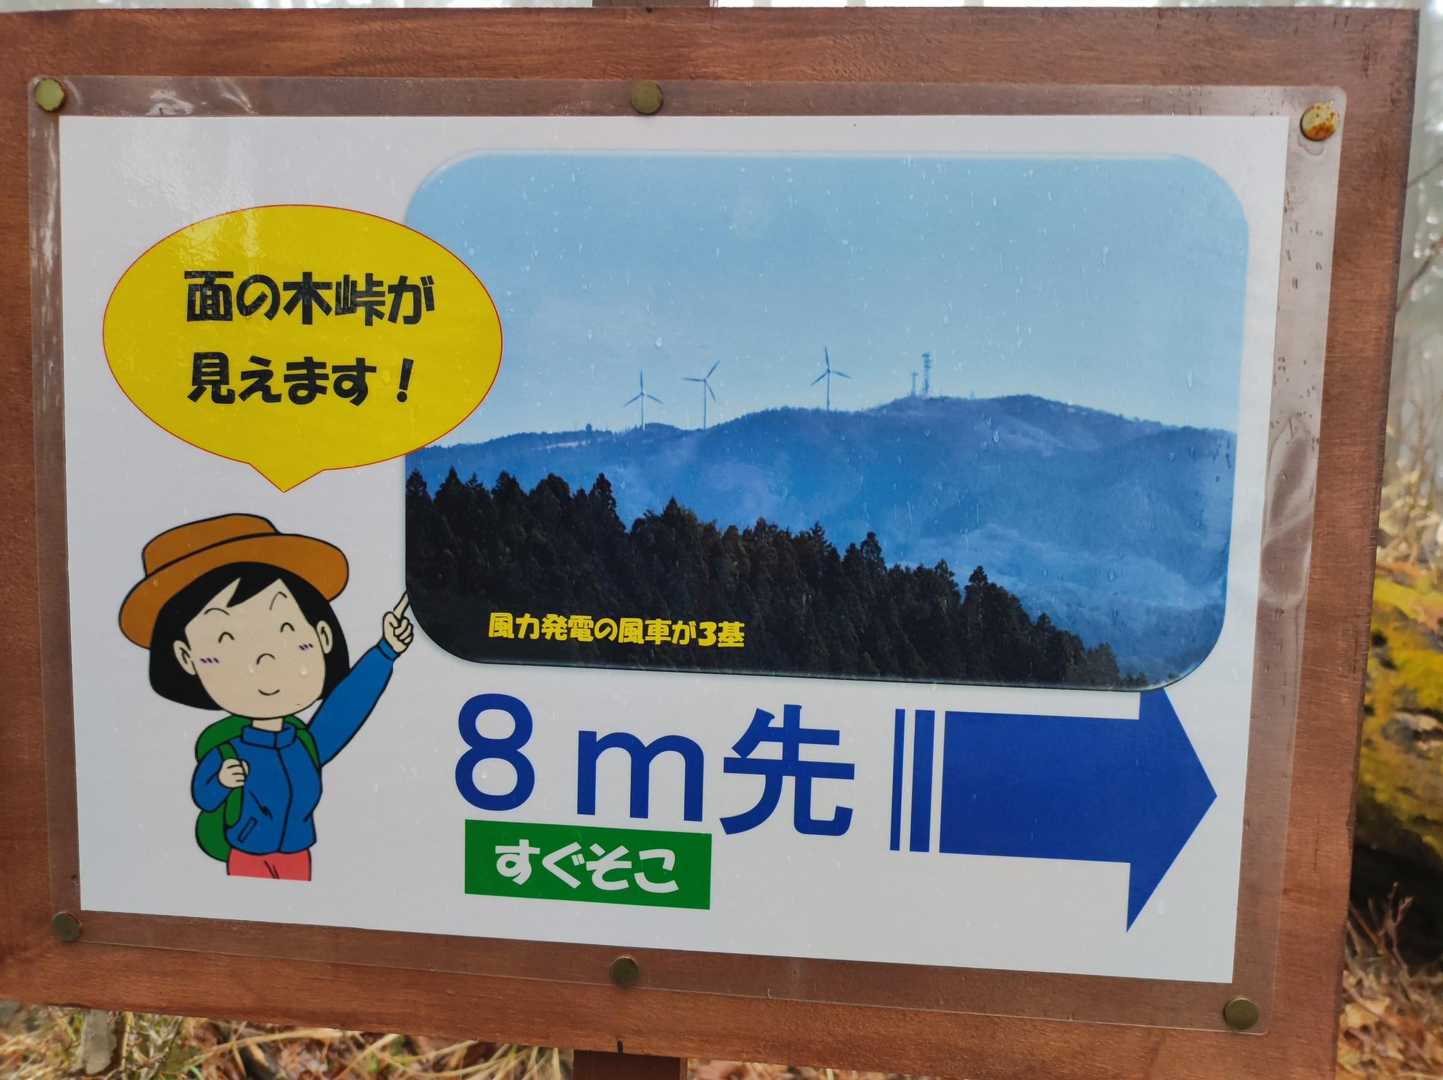 面の木峠が
見えます！
風力発電の風車が3基
８ｍ先
すぐそこ